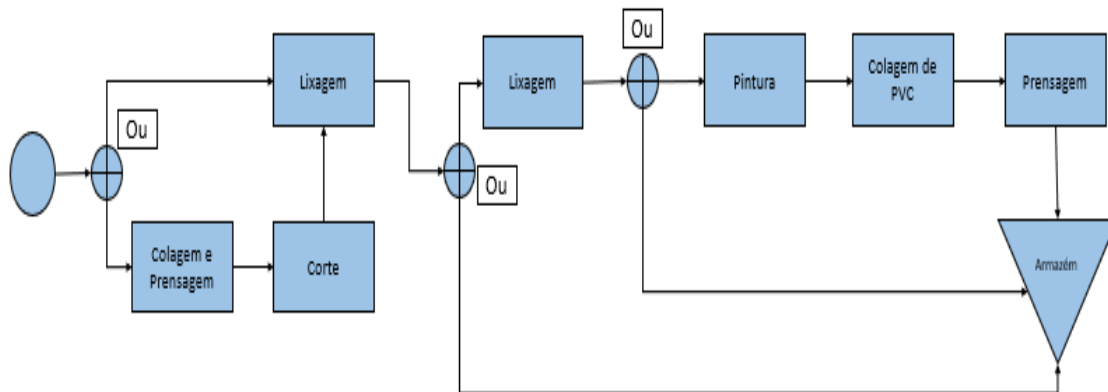 Ou
Lixagem
Colagem e
Prensagem
Corte
Ou
Lixagem
Ou
Pintura
Colagem de
PVC
Prensagem
Armazém